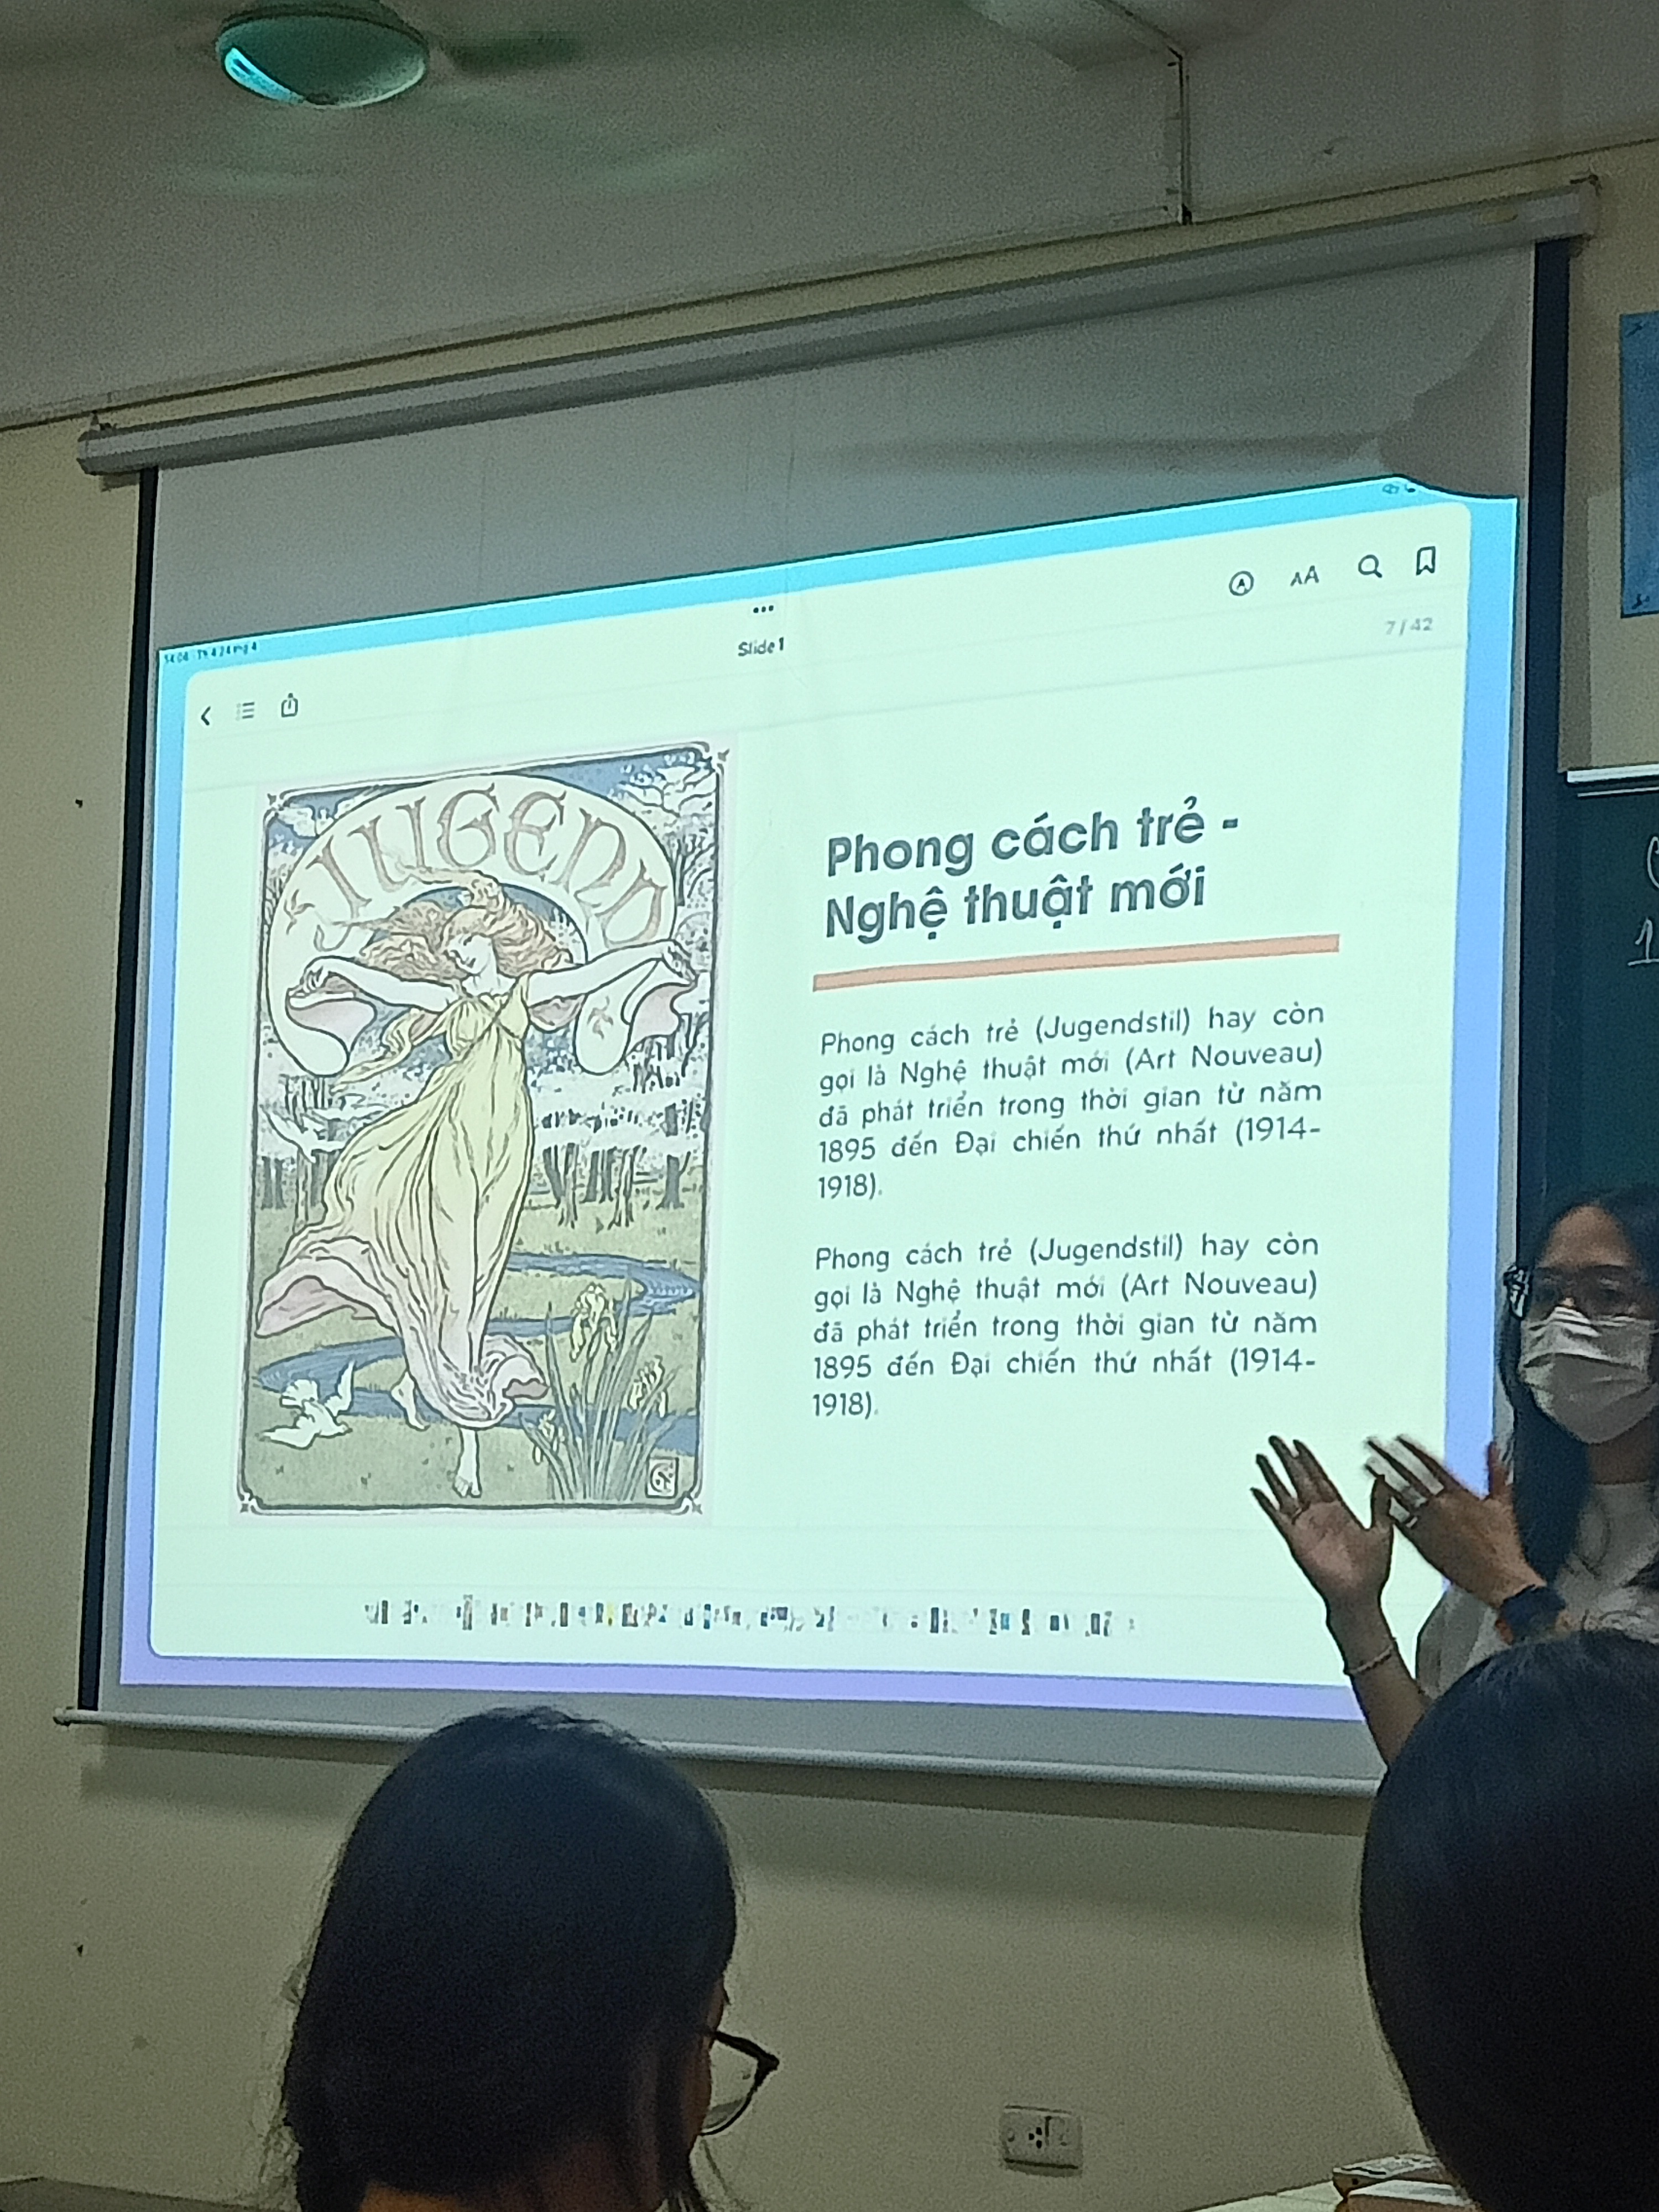 Slide 1
AA
7/42
JUGEND
Phong cách trẻ -
Nghệ thuật mới
Phong cách trẻ (Jugendstil) hay còn
gọi là Nghệ thuật mới (Art Nouveau)
đã phát triển trong thời gian từ năm
1895 đến Đại chiến thứ nhất (1914-
1918).
Phong cách trẻ (Jugendstil) hay còn
gọi là Nghệ thuật mới (Art Nouveau)
đã phát triển trong thời gian từ năm
1895 đến Đại chiến thứ nhất (1914-
1918).